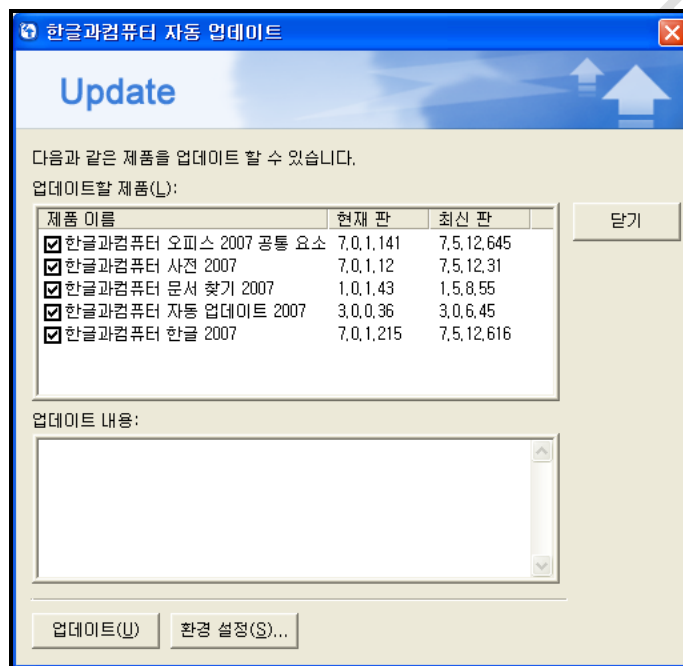 한글과컴퓨터 자동 업데이트
Update
다음과 같은 제품을 업데이트 할 수 있습니다.
업데이트할 제품(L):
제품 이름 현재 판 최신 판
한글과컴퓨터 오피스 2007 공통 요소 7,0,1,141 7,5,12,645
한글과컴퓨터 사전 2007 7,0,1,12 7,5,12,31
한글과컴퓨터 문서 찾기 2007 1,0,1,43 1,5,8,55
한글과컴퓨터 자동 업데이트 2007 3,0,0,36 3,0,6,45
한글과컴퓨터 한글 2007 7,0,1,215 7,5,12,616
닫기
업데이트 내용:
업데이트(U) 환경 설정(S)...